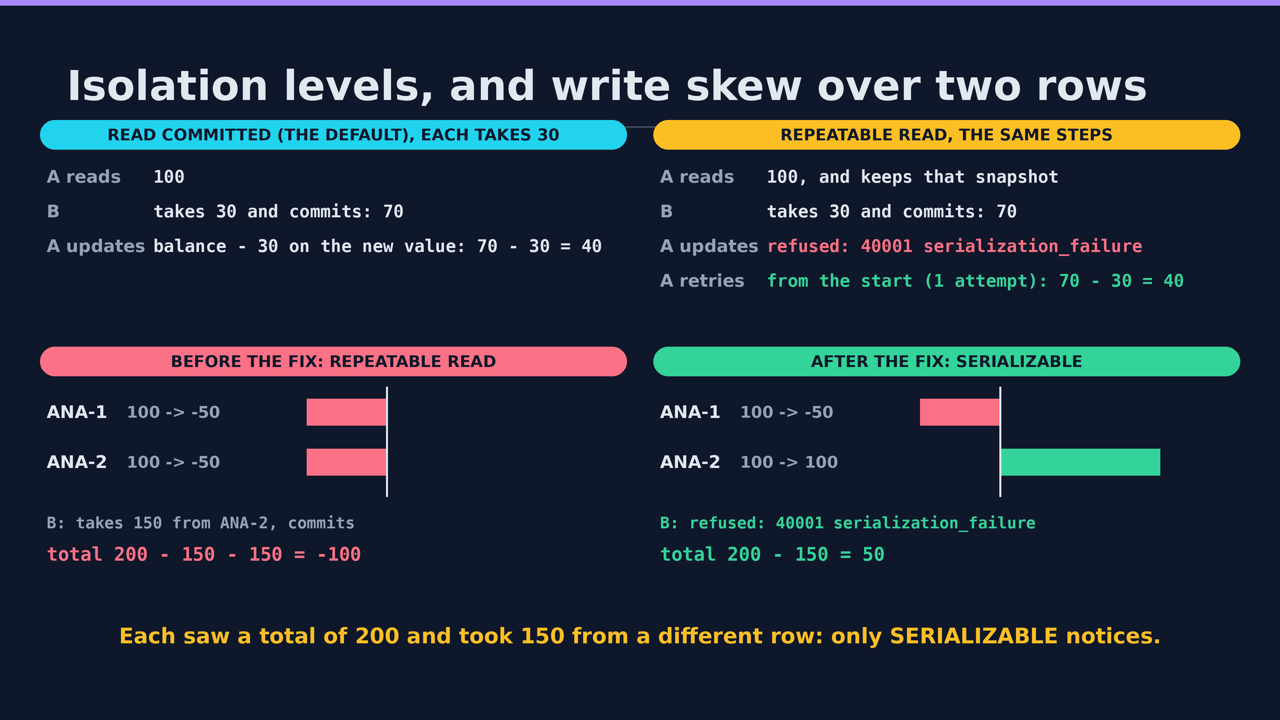 Isolation levels, and write skew over two rows
READ COMMITTED (THE DEFAULT), EACH TAKES 30
A reads 100
B takes 30 and commits: 70
A updates balance - 30 on the new value: 70 - 30 = 40
REPEATABLE READ, THE SAME STEPS
A reads 100, and keeps that snapshot
B takes 30 and commits: 70
A updates refused: 40001 serialization_failure
A retries from the start (1 attempt): 70 - 30 = 40
BEFORE THE FIX: REPEATABLE READ
ANA-1 100 -> -50
ANA-2 100 -> -50
B: takes 150 from ANA-2, commits
total 200 - 150 - 150 = -100
AFTER THE FIX: SERIALIZABLE
ANA-1 100 -> -50
ANA-2 100 -> 100
B: refused: 40001 serialization_failure
total 200 - 150 = 50
Each saw a total of 200 and took 150 from a different row: only SERIALIZABLE notices.